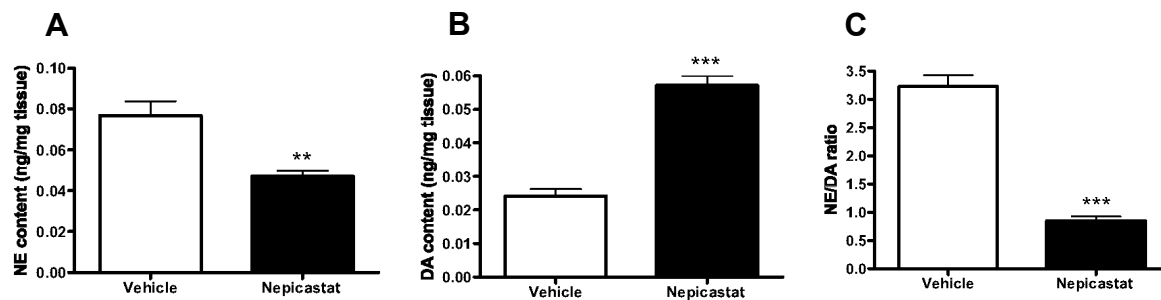 A
NE content (ng/mg tissue)
0.10
0.08
0.06
0.04
0.02
0.00
**
Vehicle Nepicastat
B
DA content (ng/mg tissue)
0.06
0.05
0.04
0.03
0.02
0.01
0.00
***
Vehicle Nepicastat
C
NE/DA ratio
3.5
3.0
2.5
2.0
1.5
1.0
0.5
0.0
***
Vehicle Nepicastat